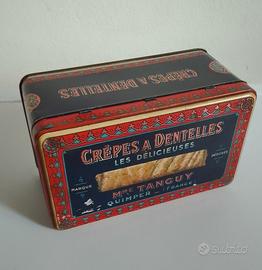 CRÊPES A DENTELLES
CRÊPES A DENTELLES
LES DÉLICIEUSES
MARQUE
DÉPOSÉE
MME TANGUY
QUIMPER FRANCE
subito